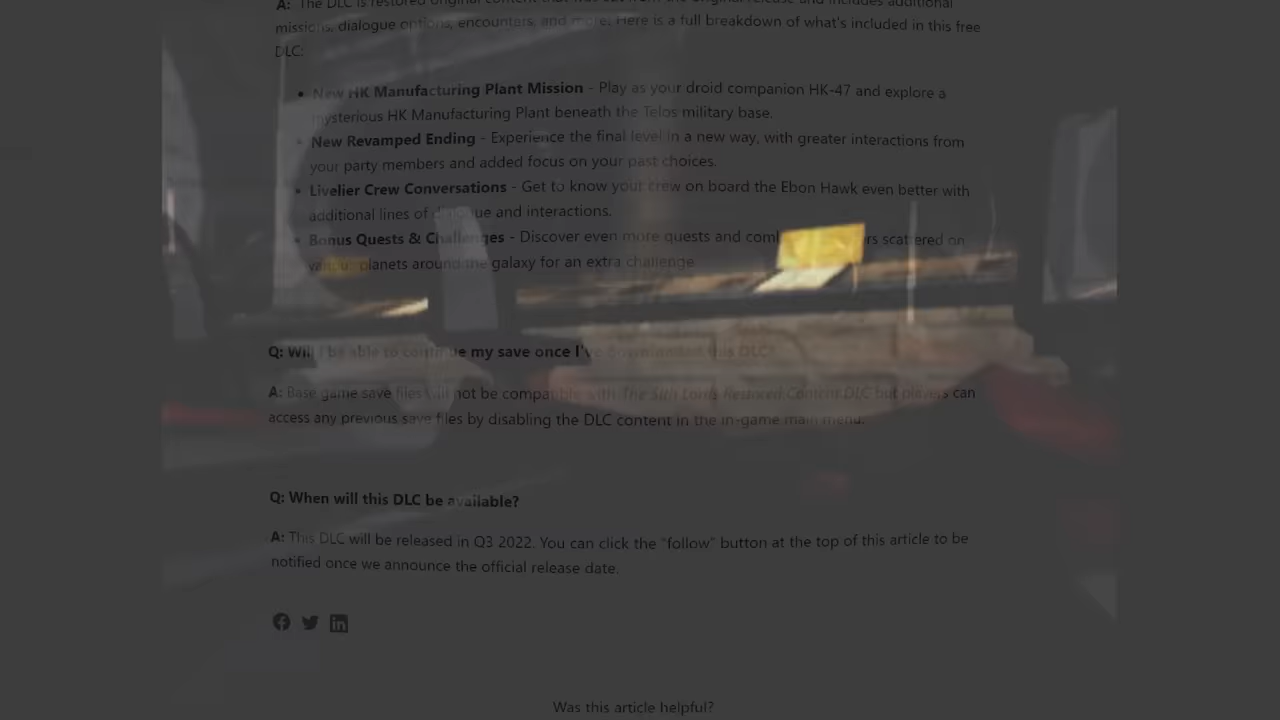 A: The DLC is restored original content that was cut from the original release and includes additional
missions, dialogue options, encounters, and more. Here is a full breakdown of what's included in this free
DLC:
• New HK Manufacturing Plant Mission - Play as your droid companion HK-47 and explore a
mysterious HK Manufacturing Plant beneath the Telos military base.
• New Revamped Ending - Experience the final level in a new way, with greater interactions from
your party members and added focus on your past choices.
• Livelier Crew Conversations - Get to know your crew on board the Ebon Hawk even better with
additional lines of dialogue and interactions.
• Bonus Quests & Challenges - Discover even more quests and scattered on
various planets around the galaxy for an extra challenge
Q: Will I be able to continue my save once I've downloaded this DLC?
A: Base game save files will not be compatible with The Sith Lords Restored Content DLC but players can
access any previous save files by disabling the DLC content in the in-game main menu.
Q: When will this DLC be available?
A: This DLC will be released in Q3 2022. You can click the "follow" button at the top of this article to be
notified once we announce the official release date.
Was this article helpful?